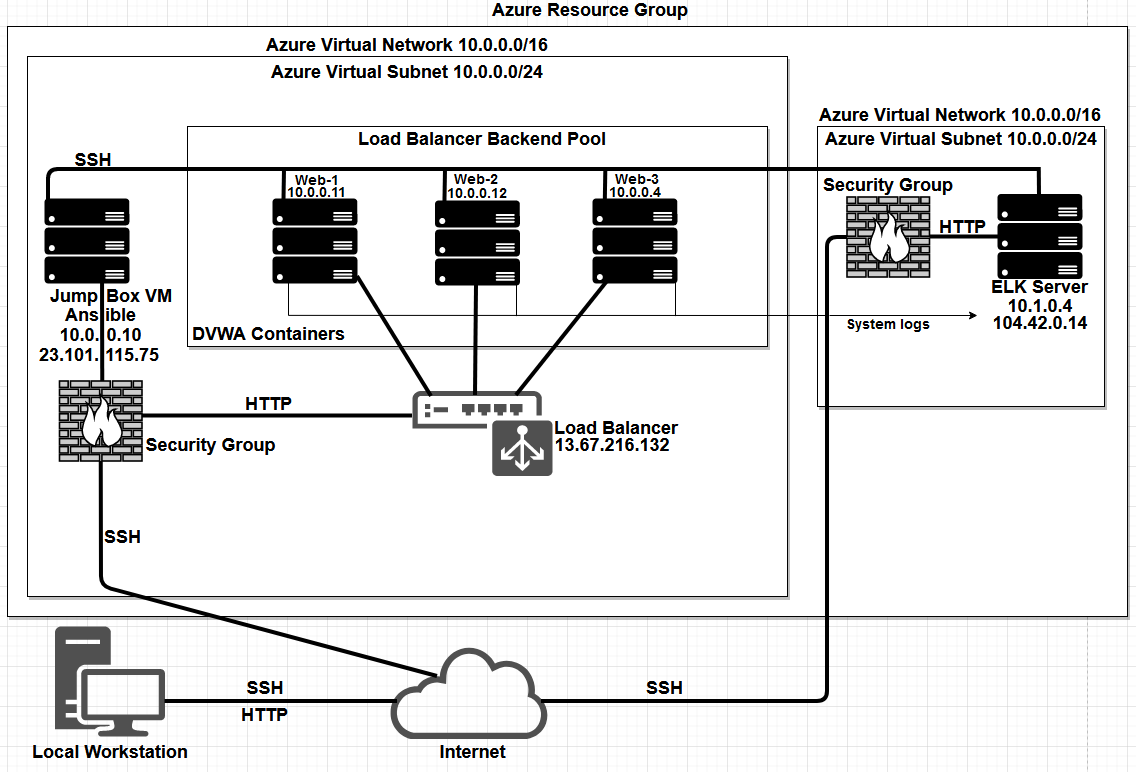 Azure Resource Group
Azure Virtual Network 10.0.0.0/16
Azure Virtual Subnet 10.0.0.0/24
Load Balancer Backend Pool
SSH
Web-1
10.0.0.11
Web-2
10.0.0.12
Web-3
10.0.0.4
Jump Box VM
Ansible
10.0.0.10
23.101.115.75
DVWA Containers
System logs
HTTP
Security Group
Load Balancer
13.67.216.132
SSH
Azure Virtual Network 10.0.0.0/16
Azure Virtual Subnet 10.0.0.0/24
Security Group
HTTP
ELK Server
10.1.0.4
104.42.0.14
SSH
HTTP
SSH
Local Workstation
Internet